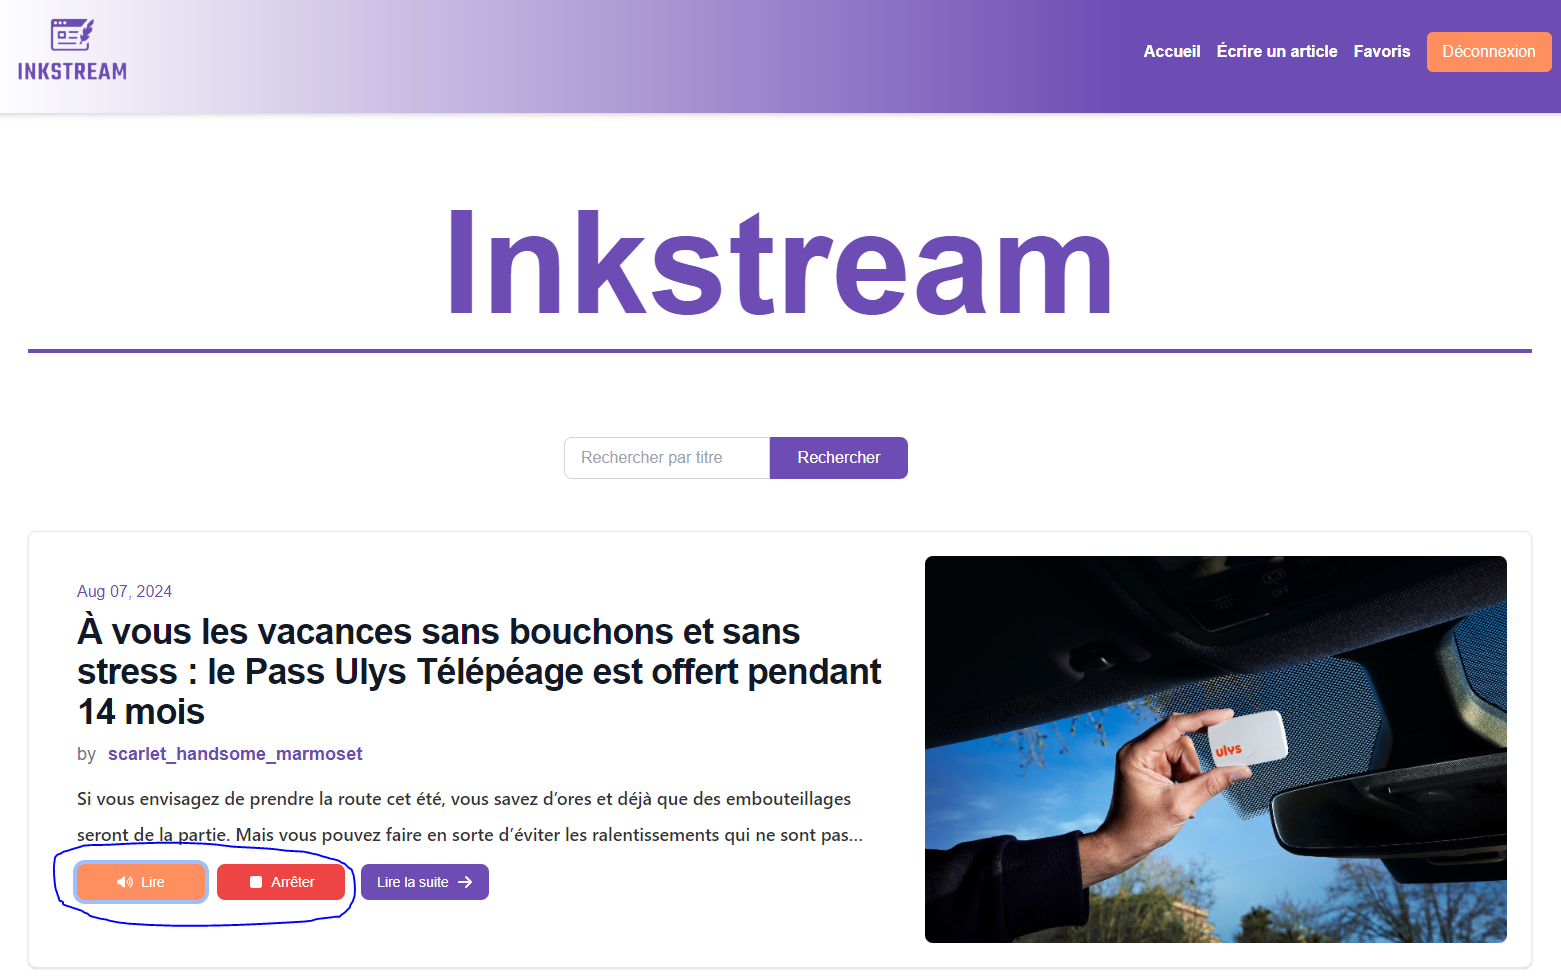 INKSTREAM
Accueil Écrire un article Favoris Déconnexion
Inkstream
Rechercher par titre Rechercher
Aug 07, 2024
À vous les vacances sans bouchons et sans
stress : le Pass Ulys Télépéage est offert pendant
14 mois
by scarlet_handsome_marmoset
Si vous envisagez de prendre la route cet été, vous savez d’ores et déjà que des embouteillages
seront de la partie. Mais vous pouvez faire en sorte d’éviter les ralentissements qui ne sont pas...
Lire Arrêter Lire la suite
OFF
ulys